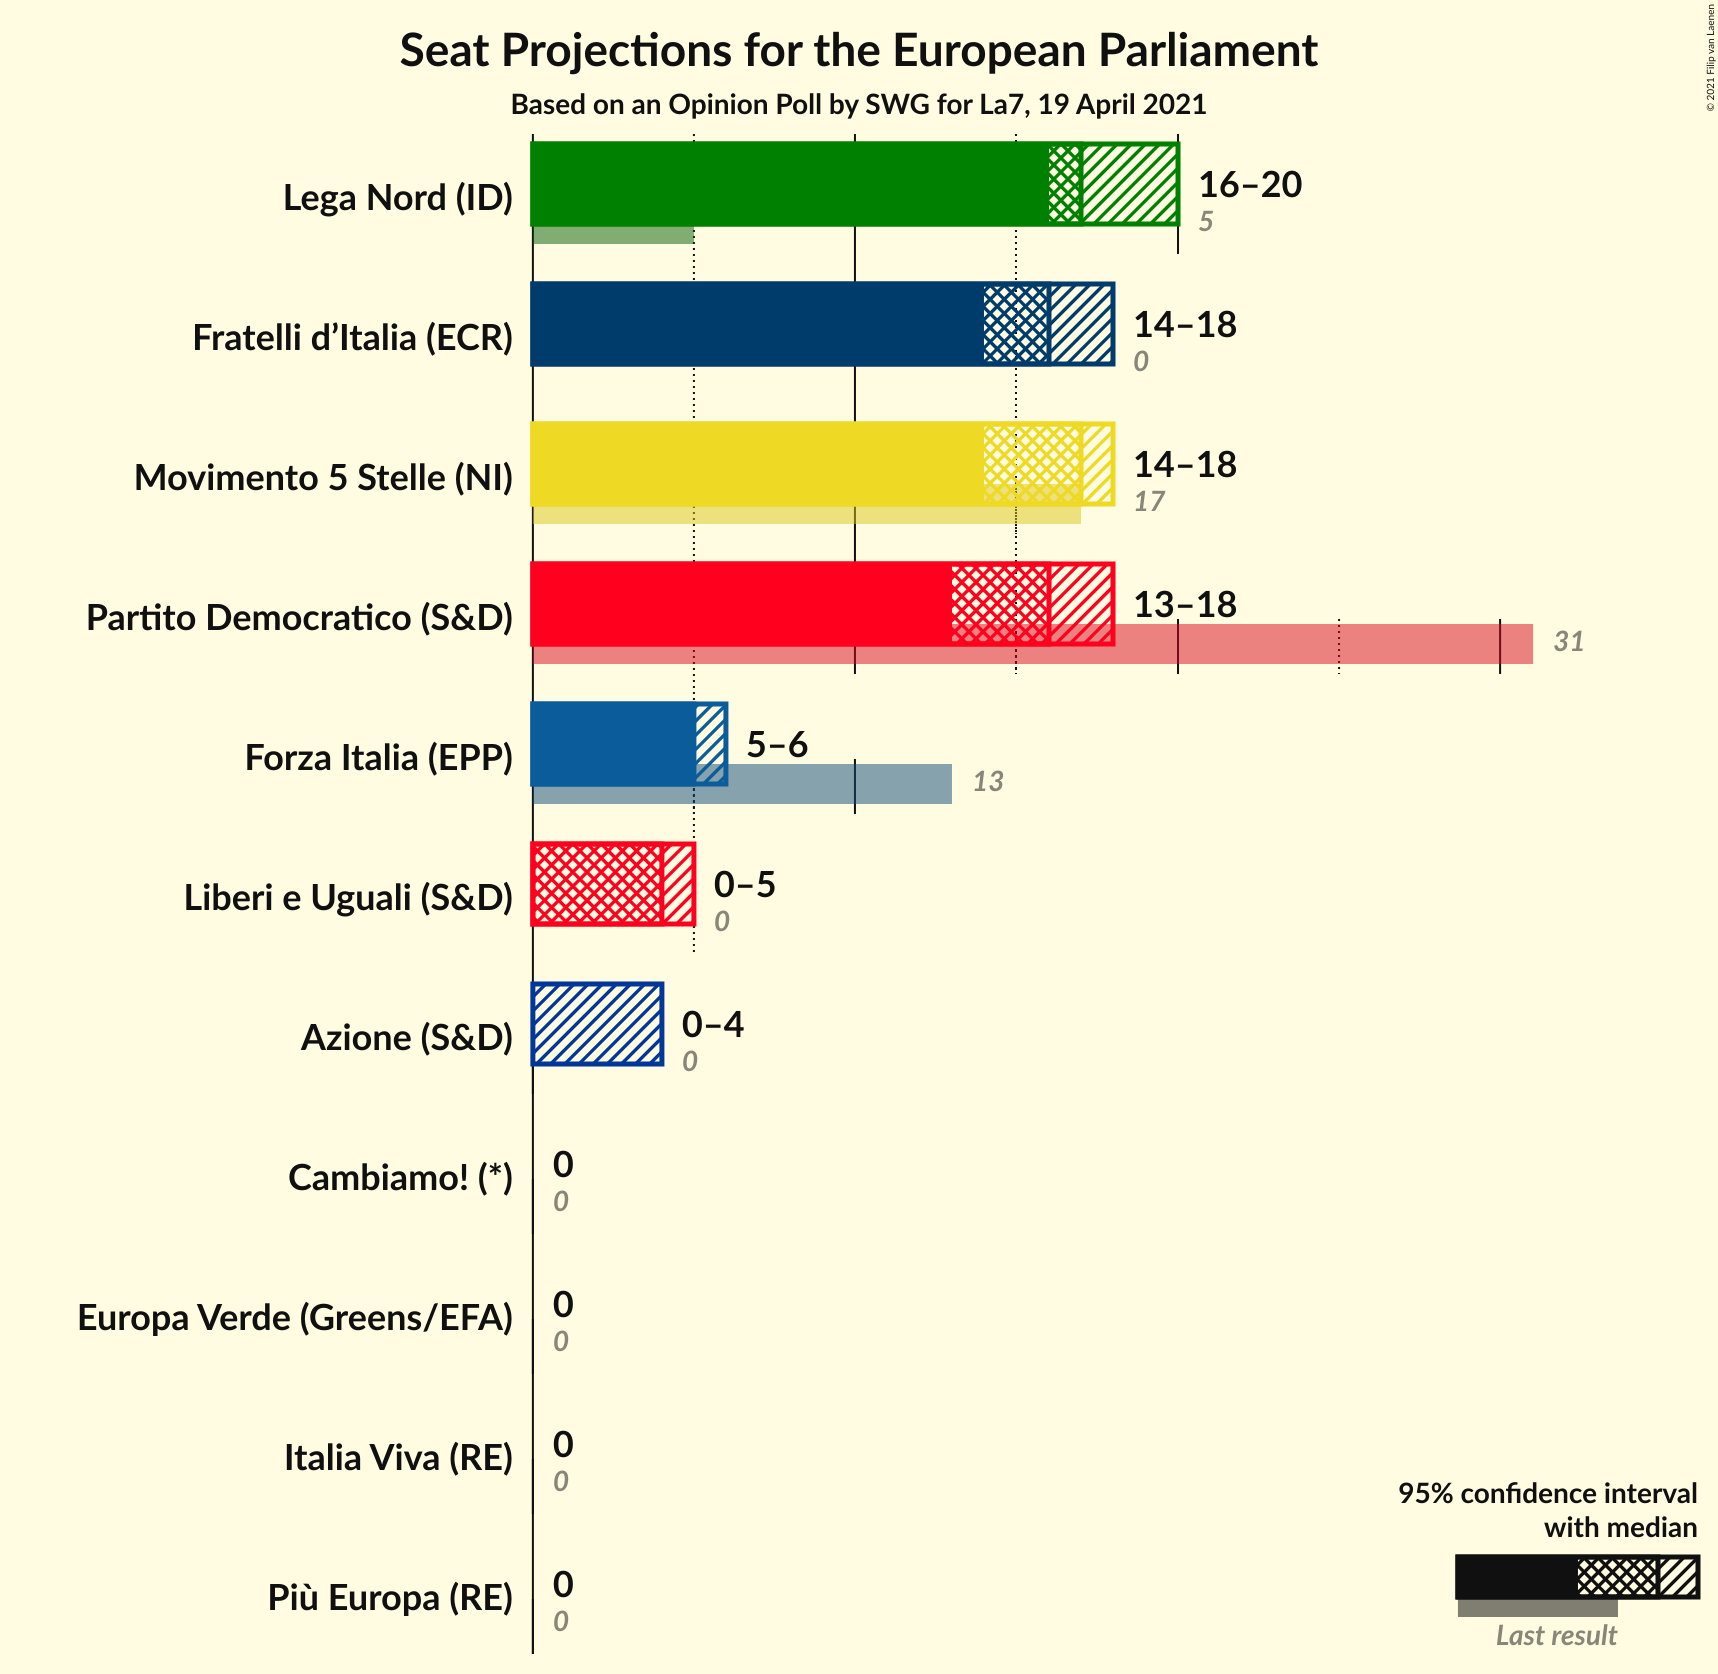 Seat Projections for the European Parliament
Based on an Opinion Poll by SWG for La7, 19 April 2021
© 2021 Filip van Laenen
Lega Nord (ID)
16–20
5
Fratelli d’Italia (ECR)
14–18
0
Movimento 5 Stelle (NI)
14–18
17
Partito Democratico (S&D)
13–18
31
Forza Italia (EPP)
5–6
13
Liberi e Uguali (S&D)
0–5
0
Azione (S&D)
0–4
0
Cambiamo! (*)
0
0
Europa Verde (Greens/EFA)
0
0
Italia Viva (RE)
0
0
Più Europa (RE)
0
0
95% confidence interval
with median
Last result